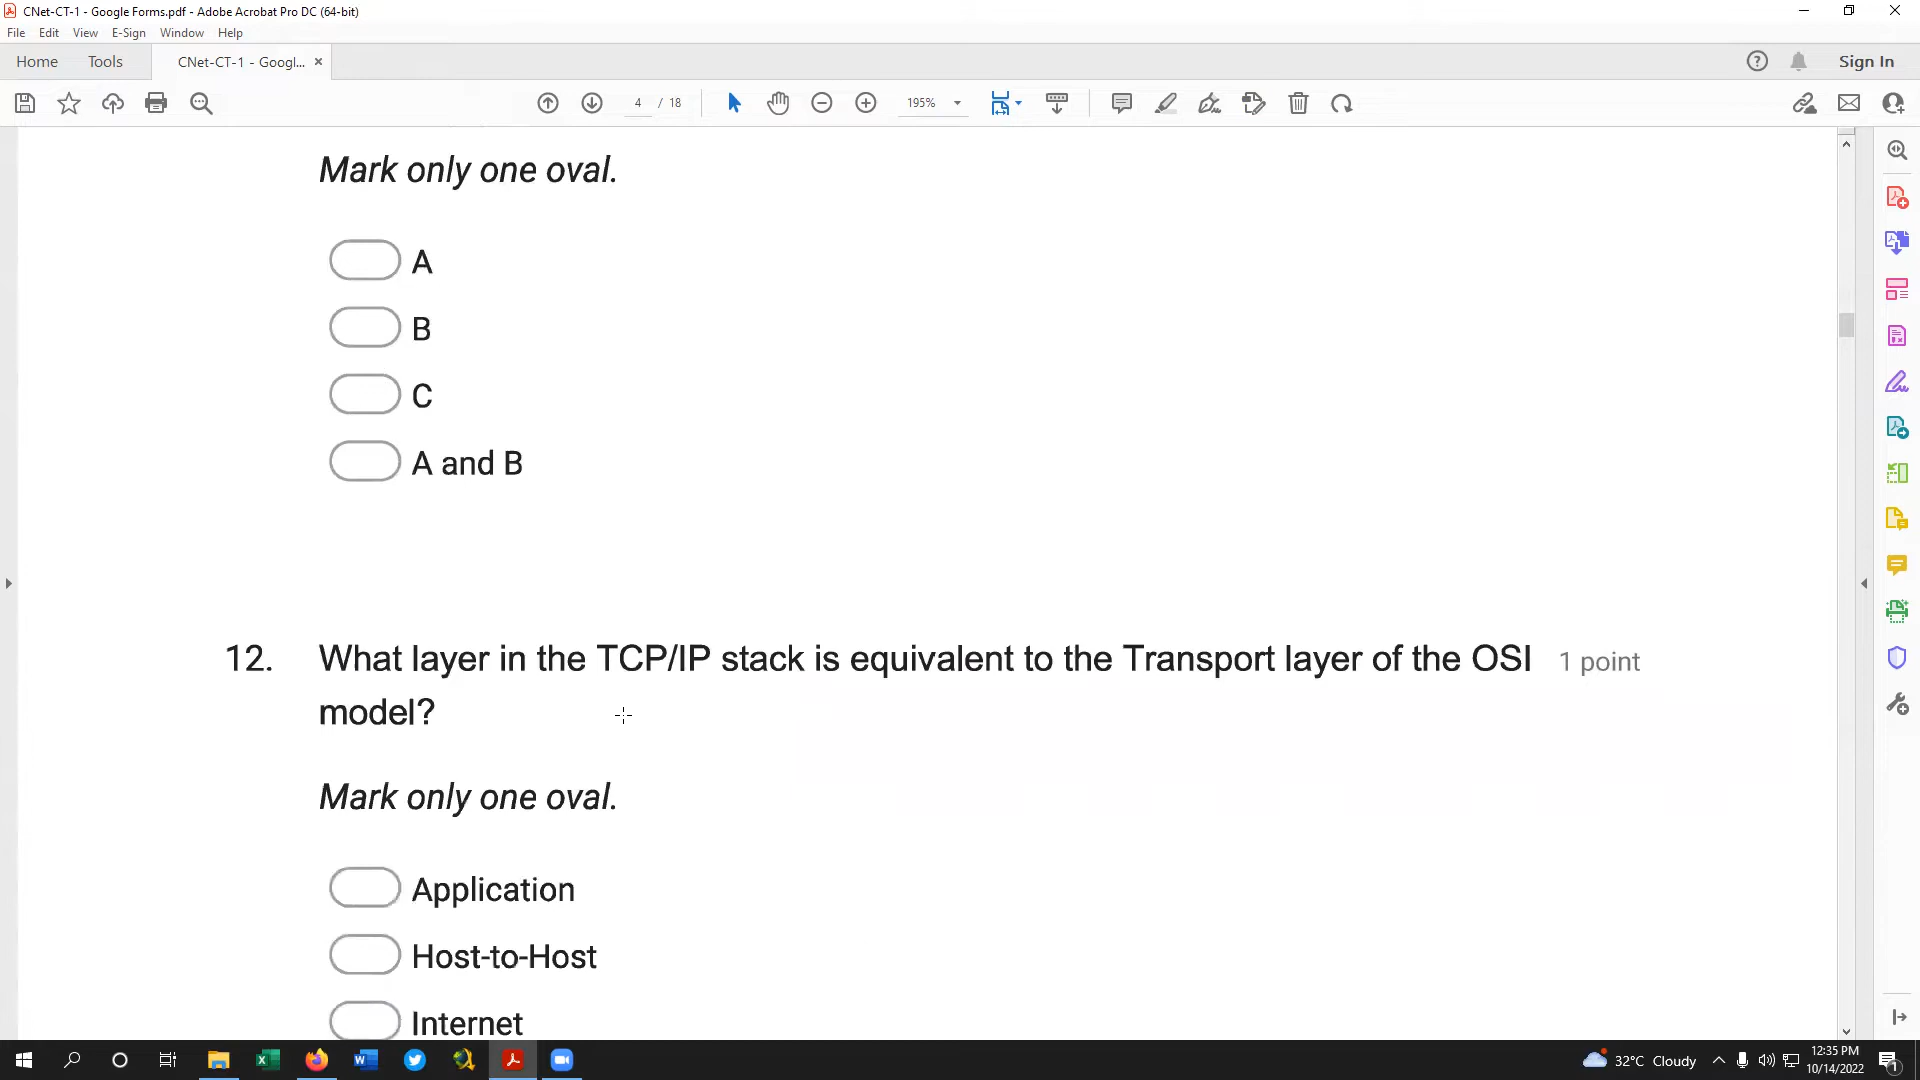 CNet-CT-1 - Google Forms.pdf - Adobe Acrobat Pro DC (64-bit)
File Edit View E-Sign Window Help
Home Tools CNet-CT-1 - Googl... Sign In
4 / 18 195%
Mark only one oval.
A
B
C
A and B
12. What layer in the TCP/IP stack is equivalent to the Transport layer of the OSI 1 point
model?
Mark only one oval.
Application
Host-to-Host
Internet
32°C Cloudy 12:35 PM
10/14/2022 1